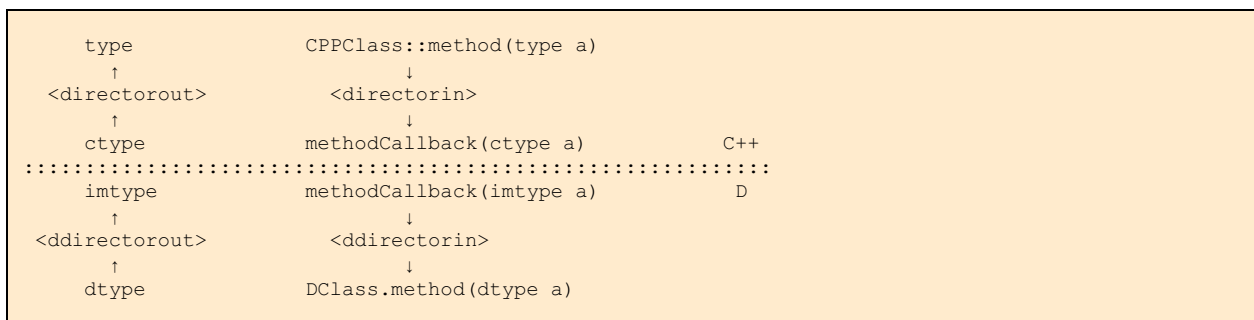 type CPPClass::method(type a)
↑ ↓
<directorout> <directorin>
↑ ↓
ctype methodCallback(ctype a) C++
:::::::::::::::::::::::::::::::::::::::::::::::::::::::::::::
imtype methodCallback(imtype a) D
↑ ↓
<ddirectorout> <ddirectorin>
↑ ↓
dtype DClass.method(dtype a)